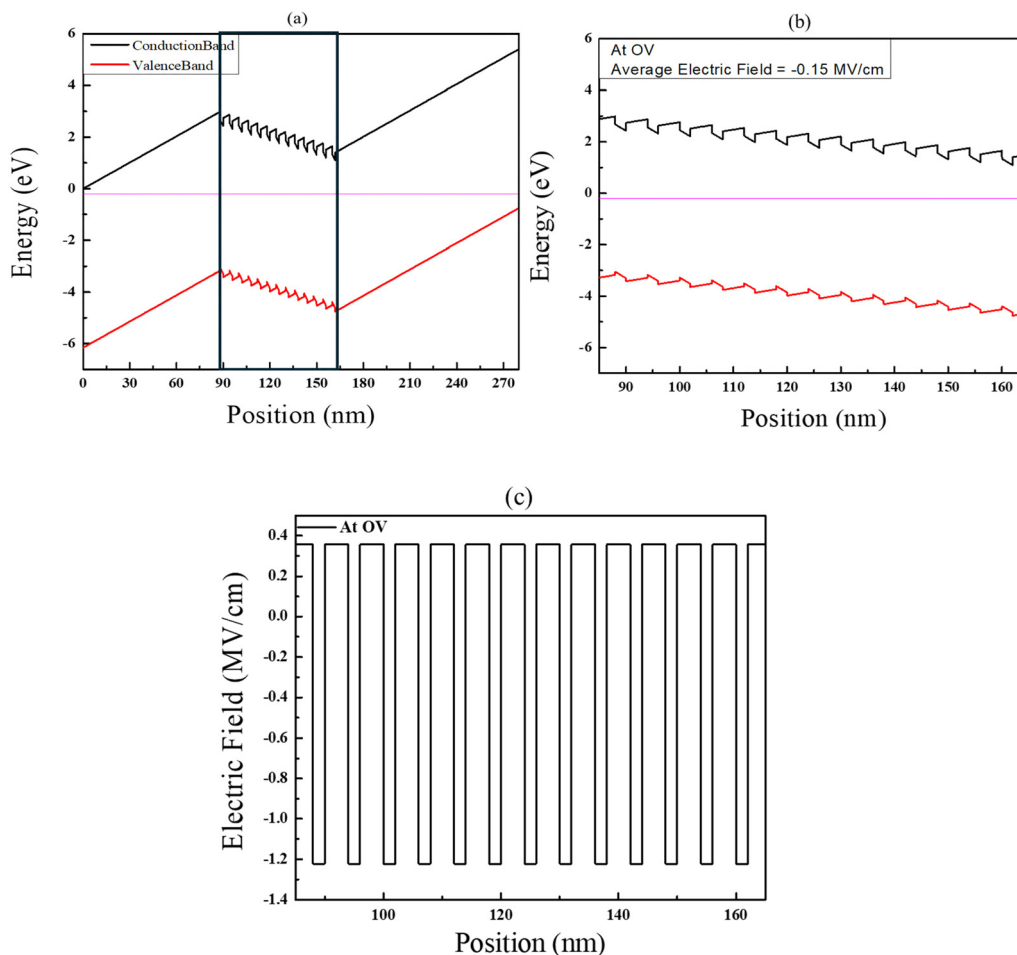 (a)
ConductionBand
ValenceBand
6
4
2
0
-2
-4
-6
Energy (eV)
0 30 60 90 120 150 180 210 240 270
Position (nm)
(b)
At OV
Average Electric Field = -0.15 MV/cm
6
4
2
0
-2
-4
-6
Energy (eV)
90 100 110 120 130 140 150 160
Position (nm)
(c)
At OV
0.4
0.2
0.0
-0.2
-0.4
-0.6
-0.8
-1.0
-1.2
-1.4
Electric Field (MV/cm)
100 120 140 160
Position (nm)